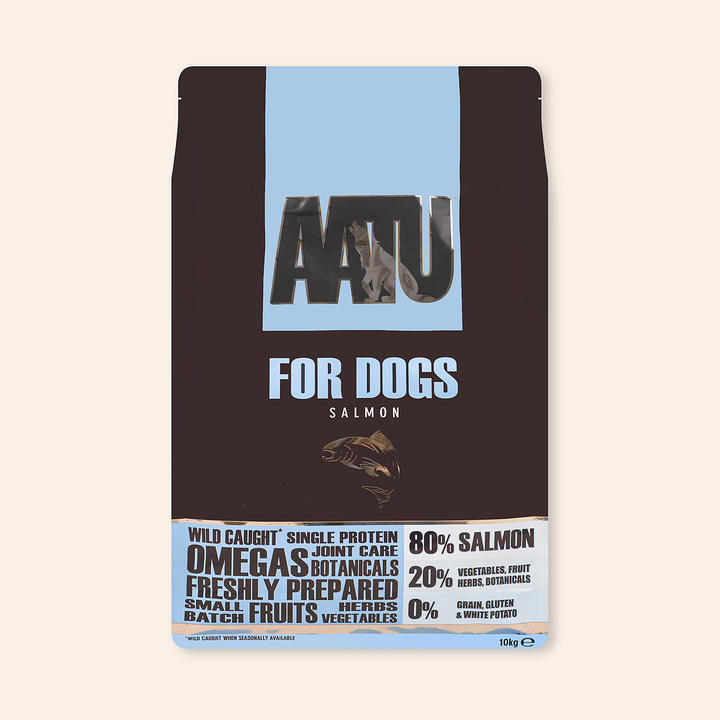 AATU
FOR DOGS
SALMON
WILD CAUGHT* SINGLE PROTEIN
OMEGAS JOINT CARE
BOTANICALS
FRESHLY PREPARED
SMALL BATCH FRUITS HERBS
VEGETABLES
80% SALMON
20% VEGETABLES, FRUIT
HERBS, BOTANICALS
0% GRAIN, GLUTEN
& WHITE POTATO
*WILD CAUGHT WHEN SEASONALLY AVAILABLE
10kg ℮